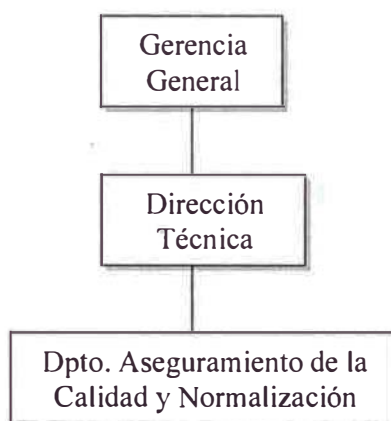 Gerencia
General
Dirección
Técnica
Dpto. Aseguramiento de la
Calidad y Normalización